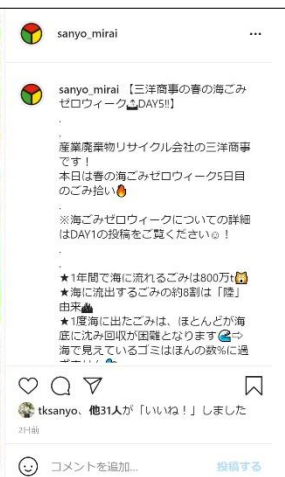 sanyo_mirai
sanyo_mirai 【三洋商事の春の海ごみ
ゼロウィーク🚢DAY5‼】
.
.
産業廃棄物リサイクル会社の三洋商事
です！
本日は春の海ごみゼロウィーク5日目
のごみ拾い🔥
.
※海ごみゼロウィークについての詳細
はDAY1の投稿をご覧ください☺！
.
.
★1年間で海に流れるごみは800万t🙀
★海に流出するごみの約8割は「陸」
由来🌋
★1度海に出たごみは、ほとんどが海
底に沈み回収が困難となります🌊⇨
海で見えているゴミはほんの数%に過
tksanyo、他31人が「いいね！」しました
2日前
コメントを追加...
投稿する